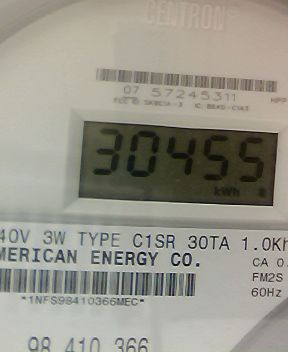 CENTRON®
07 57245311
30455
kWh
40V 3W TYPE C1SR 30TA 1.0Kh
MERICAN ENERGY CO.
CA 0.
FM2S
60Hz
*1NFS98410366MEC*
98 410 366